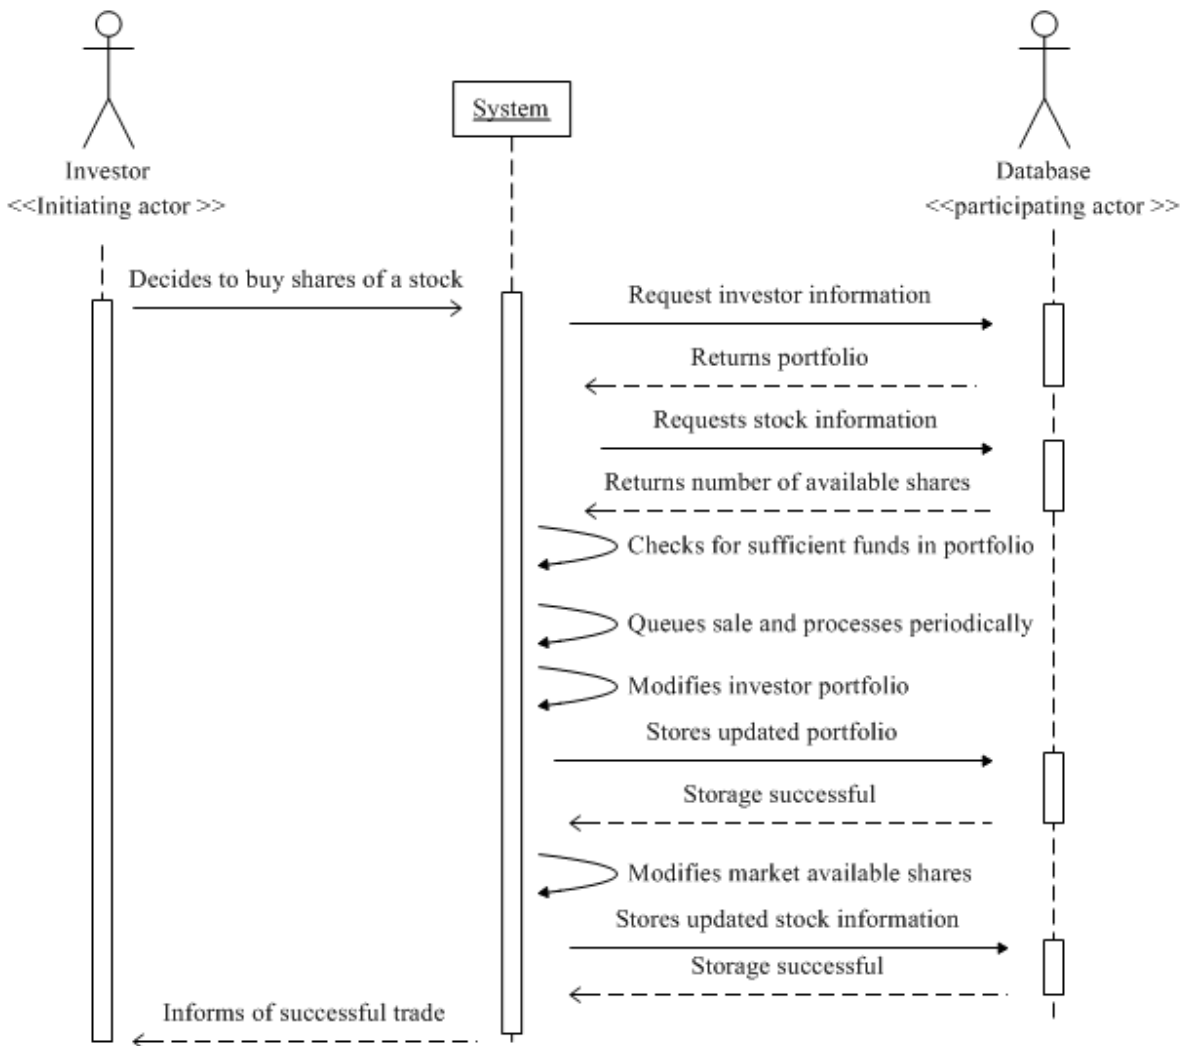 System
Investor
<<Initiating actor >>
Database
<<participating actor >>
Decides to buy shares of a stock
Request investor information
Returns portfolio
Requests stock information
Returns number of available shares
Checks for sufficient funds in portfolio
Queues sale and processes periodically
Modifies investor portfolio
Stores updated portfolio
Storage successful
Modifies market available shares
Stores updated stock information
Storage successful
Informs of successful trade